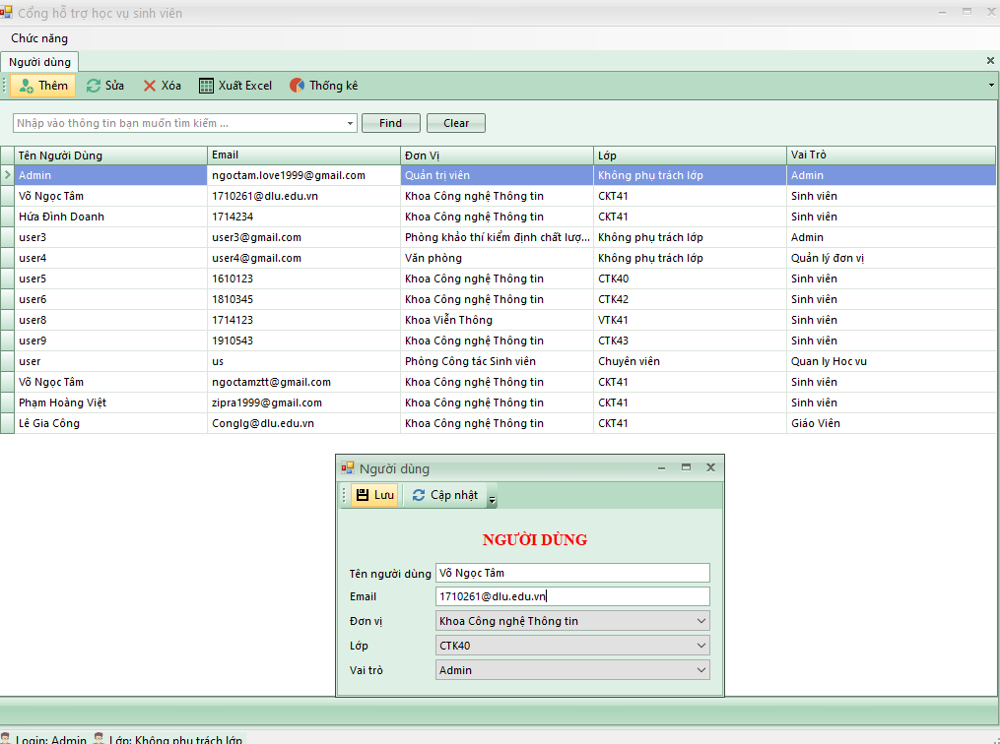 Cổng hỗ trợ học vụ sinh viên
Chức năng
Người dùng
Thêm Sửa Xóa Xuất Excel Thống kê
Nhập vào thông tin bạn muốn tìm kiếm ... Find Clear
Tên Người Dùng Email Đơn Vị Lớp Vai Trò
Admin ngoctam.love1999@gmail.com Quản trị viên Không phụ trách lớp Admin
Võ Ngọc Tâm 1710261@dlu.edu.vn Khoa Công nghệ Thông tin CKT41 Sinh viên
Hứa Đình Doanh 1714234 Khoa Công nghệ Thông tin CKT41 Sinh viên
user3 user3@gmail.com Phòng khảo thí kiểm định chất lượ... Không phụ trách lớp Admin
user4 user4@gmail.com Văn phòng Không phụ trách lớp Quản lý đơn vị
user5 1610123 Khoa Công nghệ Thông tin CTK40 Sinh viên
user6 1810345 Khoa Công nghệ Thông tin CTK42 Sinh viên
user8 1714123 Khoa Viễn Thông VTK41 Sinh viên
user9 1910543 Khoa Công nghệ Thông tin CTK43 Sinh viên
user us Phòng Công tác Sinh viên Chuyên viên Quan ly Hoc vu
Võ Ngọc Tâm ngoctamztt@gmail.com Khoa Công nghệ Thông tin CKT41 Sinh viên
Phạm Hoàng Việt zipra1999@gmail.com Khoa Công nghệ Thông tin CKT41 Sinh viên
Lê Gia Công Conglg@dlu.edu.vn Khoa Công nghệ Thông tin CKT41 Giáo Viên
Người dùng
Lưu Cập nhật
NGƯỜI DÙNG
Tên người dùng Võ Ngọc Tâm
Email 1710261@dlu.edu.vn
Đơn vị Khoa Công nghệ Thông tin
Lớp CTK40
Vai trò Admin
Login: Admin Lớp: Không phụ trách lớp